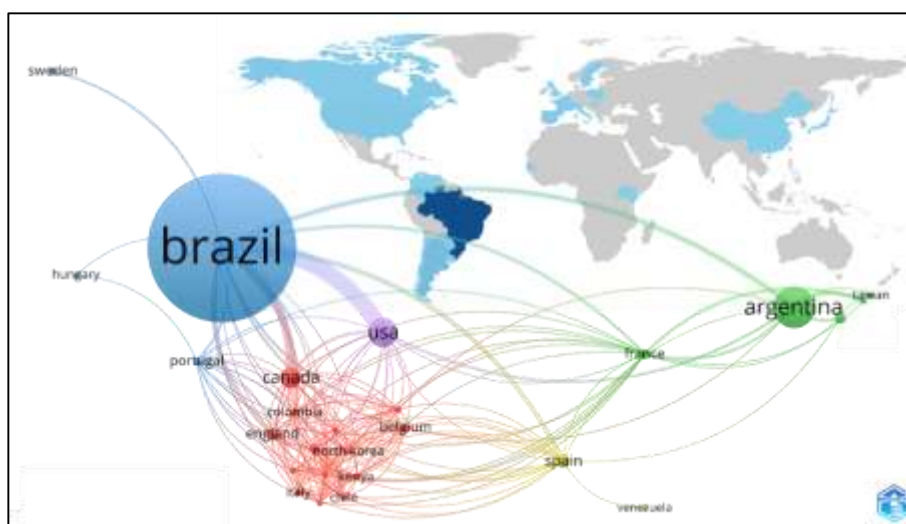 sweden
brazil
hungary
argentina
usa
france
portugal
canada
colombia
belgium
england
north korea
spain
kenya
italy
chile
venezuela